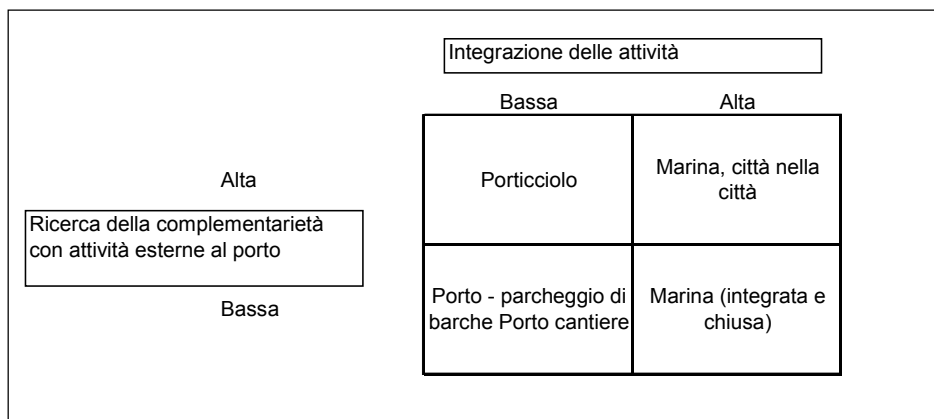 Integrazione delle attività
Bassa
Alta
Alta
Porticciolo
Marina, città nella
città
Ricerca della complementarietà
con attività esterne al porto
Bassa
Porto - parcheggio di
barche Porto cantiere
Marina (integrata e
chiusa)